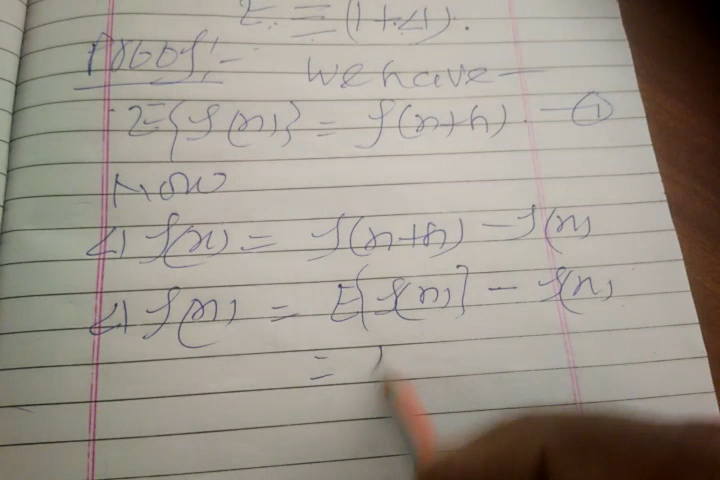 E ≡ (1+Δ).
Proof:- We have—
E{f(x)} = f(x+h) —①
Now
Δ f(x) = f(x+h) - f(x)
Δ f(x) = E{f(x)} - f(x)
=